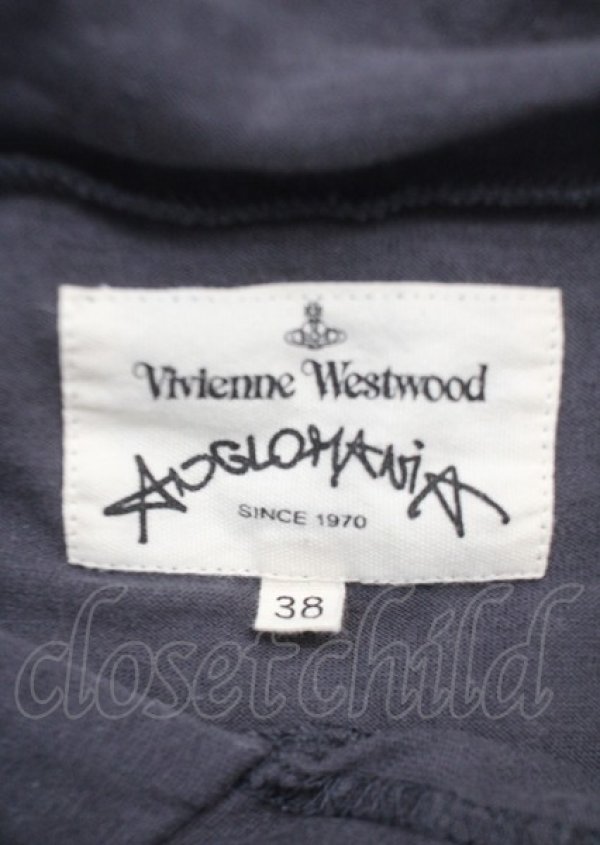 Vivienne Westwood
ANGLOMANIA
SINCE 1970
38
closetchild